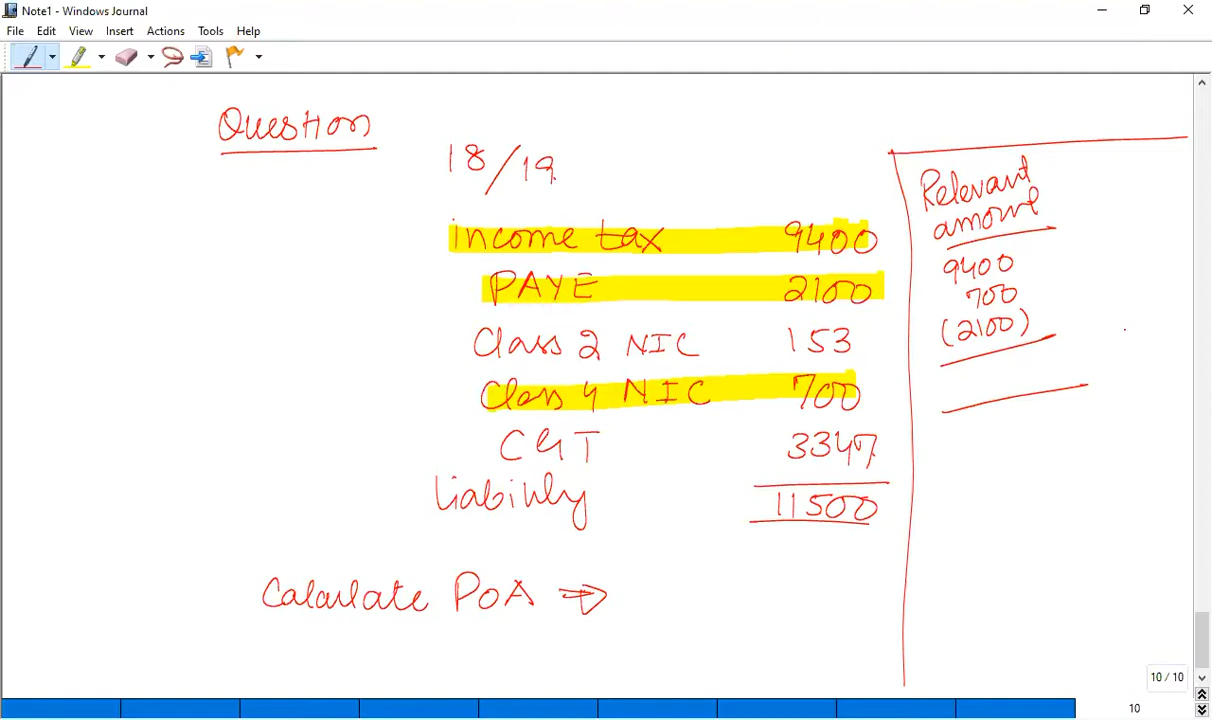 Note1 - Windows Journal
File Edit View Insert Actions Tools Help
Question
18/19
income tax 9400
PAYE 2100
Class 2 NIC 153
Class 4 NIC 700
CGT 3347
liability 11500
Calculate PoA →
Relevant
amount
9400
700
(2100)
10 / 10
10